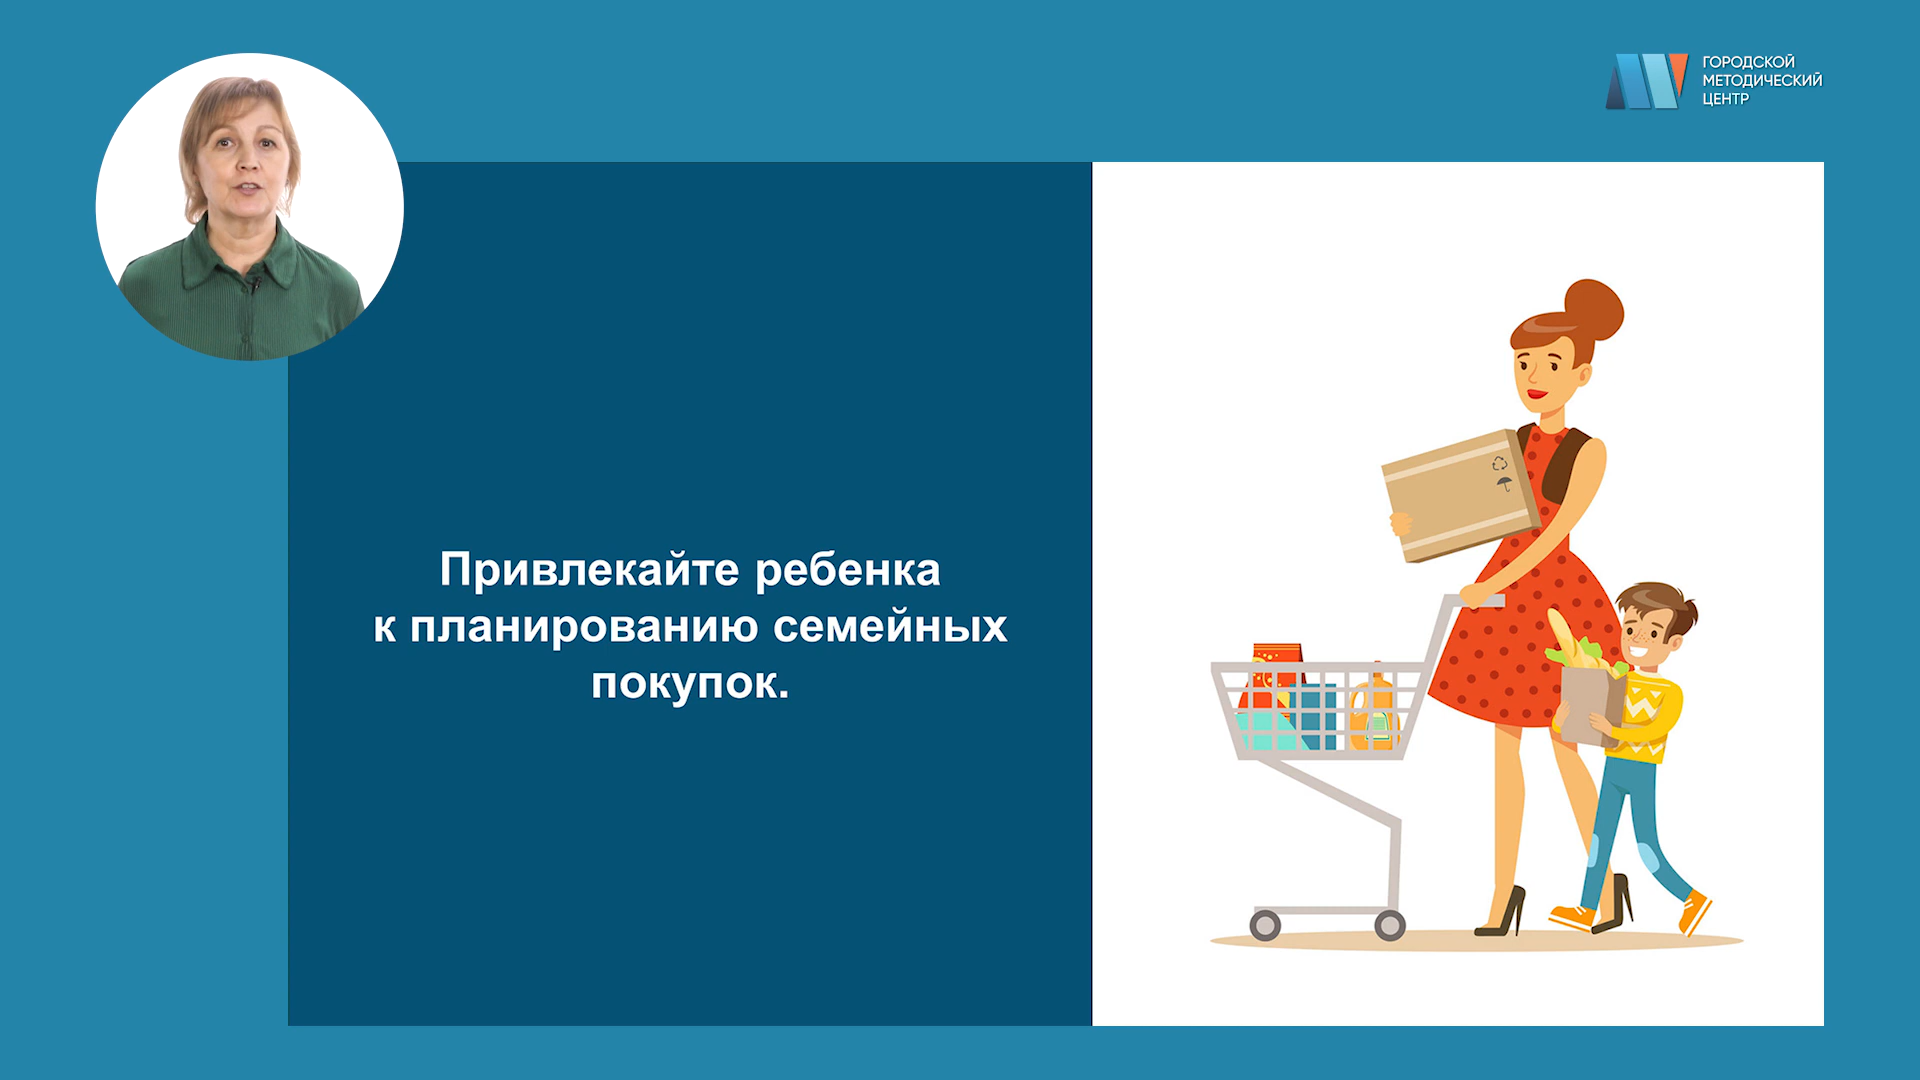 ГОРОДСКОЙ
МЕТОДИЧЕСКИЙ
ЦЕНТР
Привлекайте ребенка
к планированию семейных
покупок.